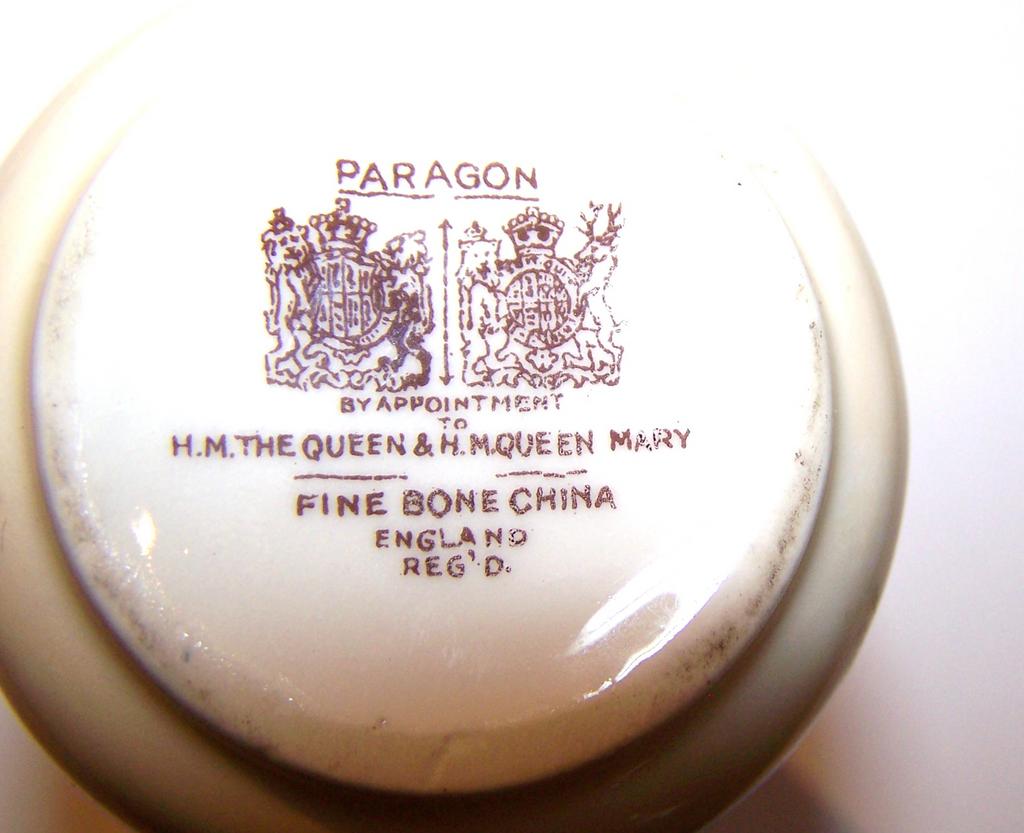 PARAGON
BY APPOINTMENT
TO
H.M. THE QUEEN & H.M. QUEEN MARY
FINE BONE CHINA
ENGLAND
REG'D.